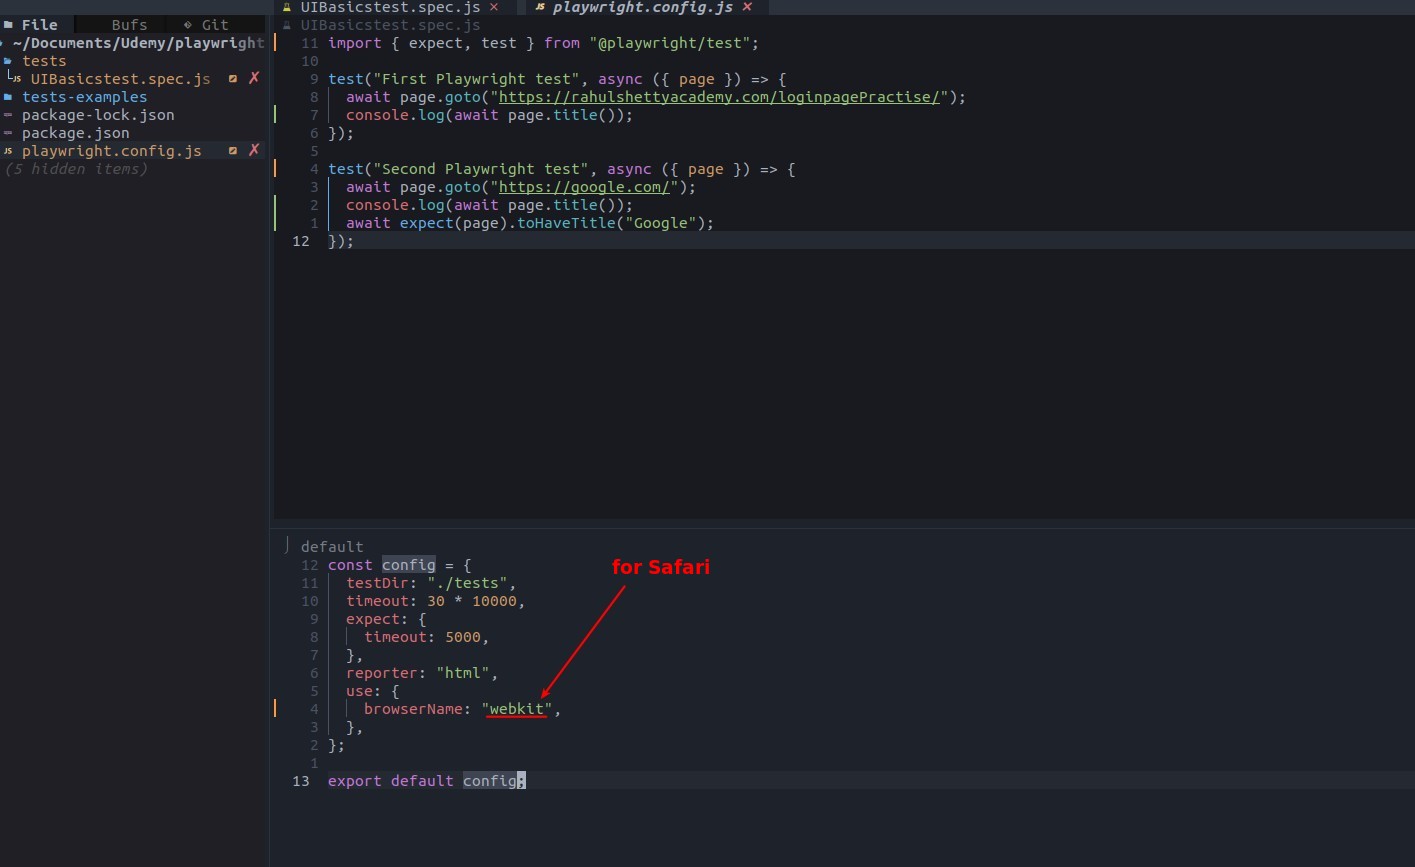 UIBasicstest.spec.js ×  JS playwright.config.js ×
File  Bufs  Git
~/Documents/Udemy/playwright
tests
JS UIBasicstest.spec.js ✗
tests-examples
package-lock.json
package.json
JS playwright.config.js ✗
(5 hidden items)
UIBasicstest.spec.js
11 import { expect, test } from "@playwright/test";
10
9 test("First Playwright test", async ({ page }) => {
8   await page.goto("https://rahulshettyacademy.com/loginpagePractise/");
7   console.log(await page.title());
6 });
5
4 test("Second Playwright test", async ({ page }) => {
3   await page.goto("https://google.com/");
2   console.log(await page.title());
1   await expect(page).toHaveTitle("Google");
12 });
default
12 const config = {
11   testDir: "./tests",
10   timeout: 30 * 10000,
9   expect: {
8     timeout: 5000,
7   },
6   reporter: "html",
5   use: {
4     browserName: "webkit",
3   },
2 };
1
13 export default config;
for Safari